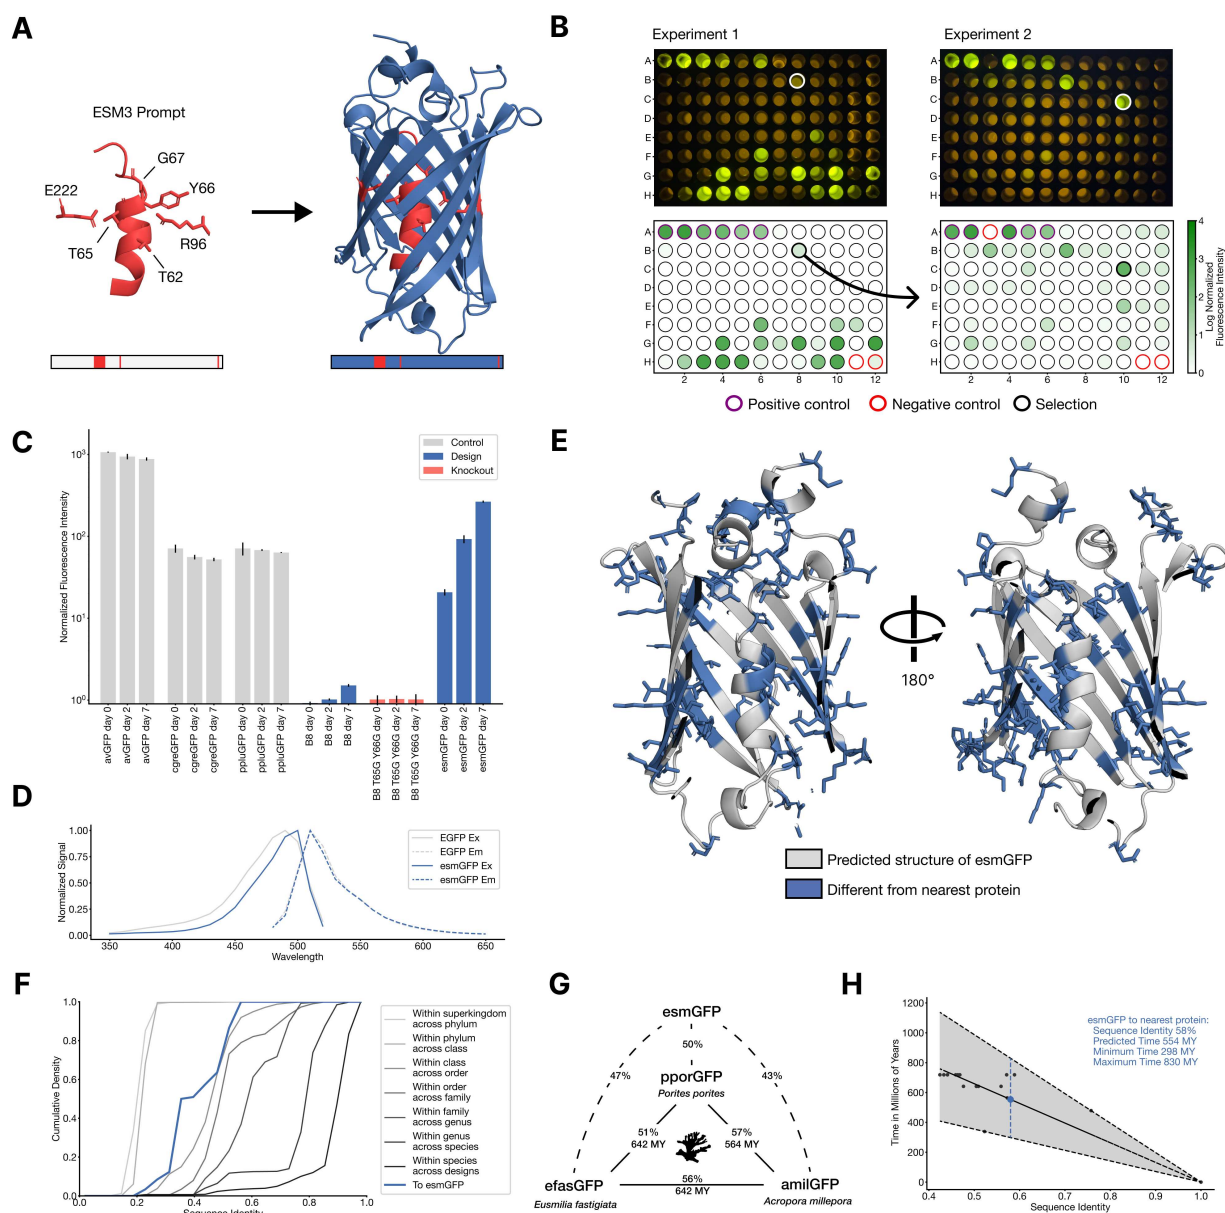 A
ESM3 Prompt
G67
E222
Y66
T65
R96
T62
B
Experiment 1
Experiment 2
A
B
C
D
E
F
G
H
A
B
C
D
E
F
G
H
A
B
C
D
E
F
G
H
2 4 6 8 10 12
A
B
C
D
E
F
G
H
2 4 6 8 10 12
4
3
2
1
0
Log Normalized
Fluorescence Intensity
Positive control
Negative control
Selection
C
Normalized Fluorescence Intensity
10³
10²
10¹
10⁰
Control
Design
Knockout
avGFP day 0
avGFP day 2
avGFP day 7
cgreGFP day 0
cgreGFP day 2
cgreGFP day 7
ppluGFP day 0
ppluGFP day 2
ppluGFP day 7
B8 day 0
B8 day 2
B8 day 7
B8 T65G Y66G day 0
B8 T65G Y66G day 2
B8 T65G Y66G day 7
esmGFP day 0
esmGFP day 2
esmGFP day 7
D
Normalized Signal
1.00
0.75
0.50
0.25
0.00
350 400 450 500 550 600 650
Wavelength
EGFP Ex
EGFP Em
esmGFP Ex
esmGFP Em
E
180°
Predicted structure of esmGFP
Different from nearest protein
F
Cumulative Density
1.0
0.8
0.6
0.4
0.2
0.0
0.0 0.2 0.4 0.6 0.8 1.0
Sequence Identity
Within superkingdom
across phylum
Within phylum
across class
Within class
across order
Within order
across family
Within family
across genus
Within genus
across species
Within species
across designs
To esmGFP
G
esmGFP
50%
47%
43%
pporGFP
Porites porites
51%
642 MY
57%
564 MY
56%
642 MY
efasGFP
Eusmilia fastigiata
amilGFP
Acropora millepora
H
Time in Millions of Years
1200
1000
800
600
400
200
0
0.4 0.5 0.6 0.7 0.8 0.9 1.0
Sequence Identity
esmGFP to nearest protein:
Sequence Identity 58%
Predicted Time 554 MY
Minimum Time 298 MY
Maximum Time 830 MY